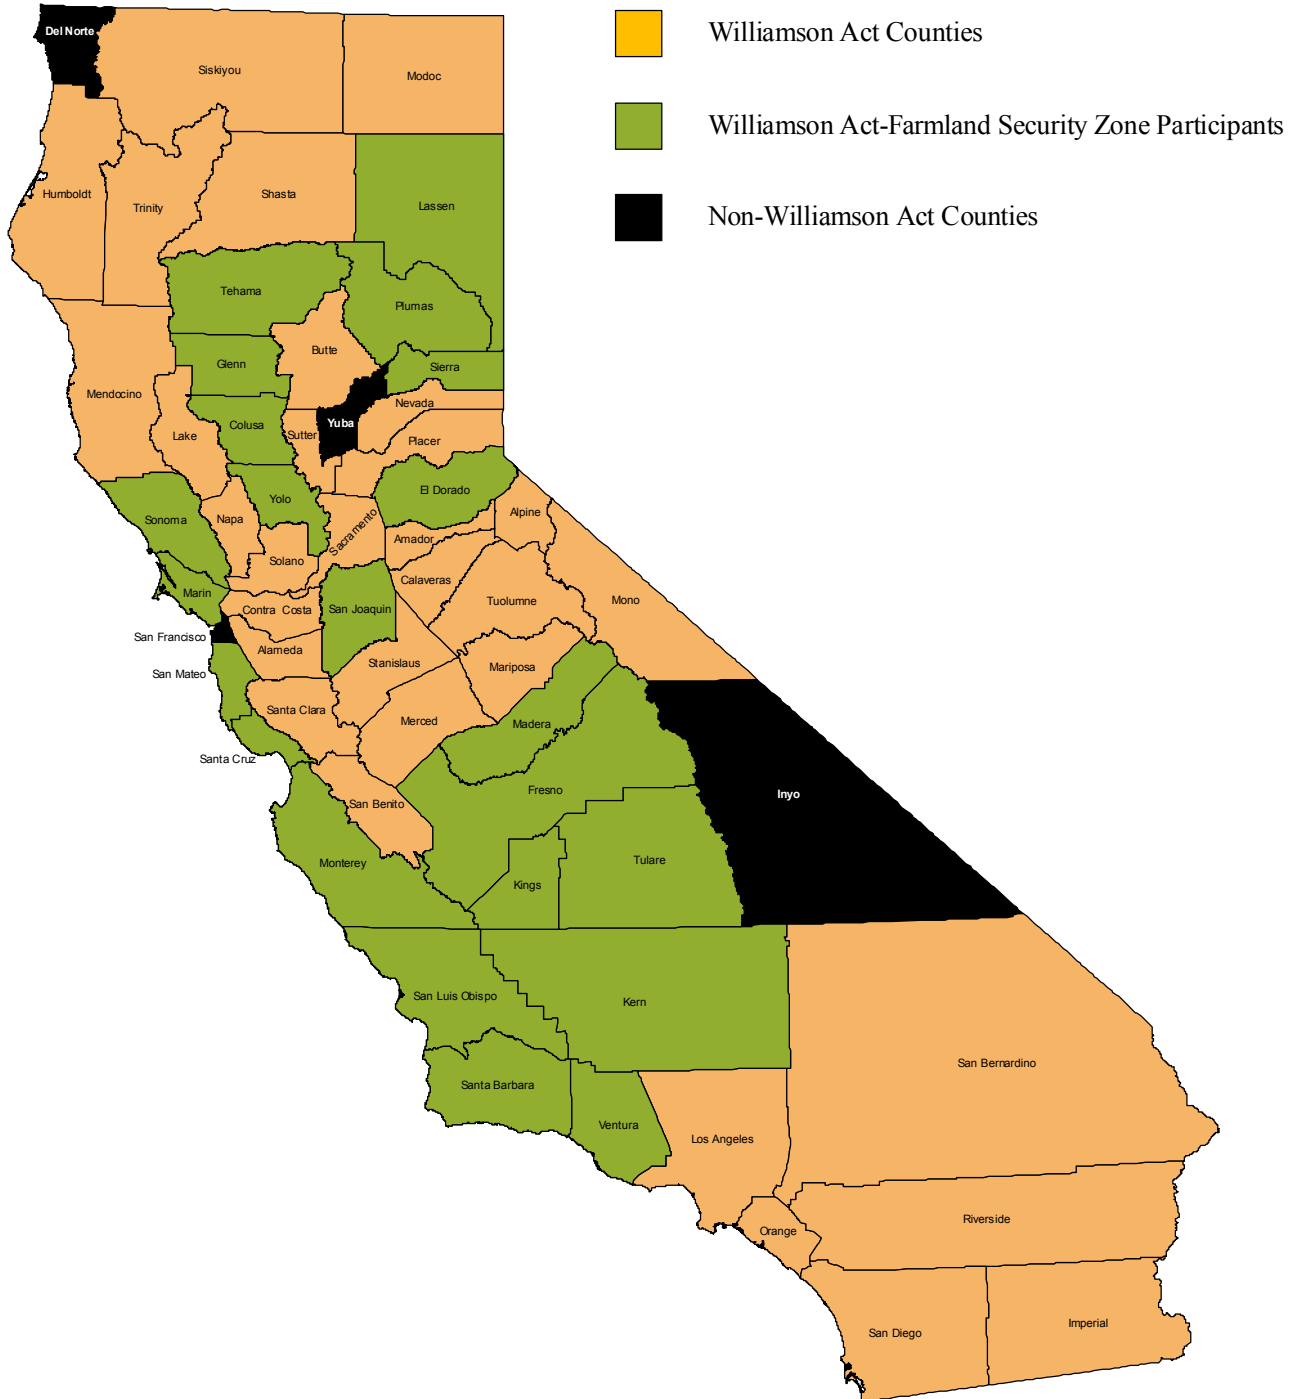 Del Norte
Williamson Act Counties
Siskiyou
Modoc
Williamson Act-Farmland Security Zone Participants
Humboldt
Trinity
Shasta
Lassen
Non-Williamson Act Counties
Tehama
Plumas
Butte
Glenn
Sierra
Mendocino
Nevada
Lake
Colusa
Sutter
Yuba
Placer
El Dorado
Yolo
Sonoma
Napa
Sacramento
Alpine
Amador
Solano
Calaveras
Marin
Contra Costa
San Joaquin
Tuolumne
Mono
San Francisco
Alameda
Stanislaus
Mariposa
San Mateo
Santa Clara
Merced
Madera
Santa Cruz
Fresno
Inyo
San Benito
Monterey
Tulare
Kings
San Luis Obispo
Kern
San Bernardino
Santa Barbara
Ventura
Los Angeles
Riverside
Orange
San Diego
Imperial